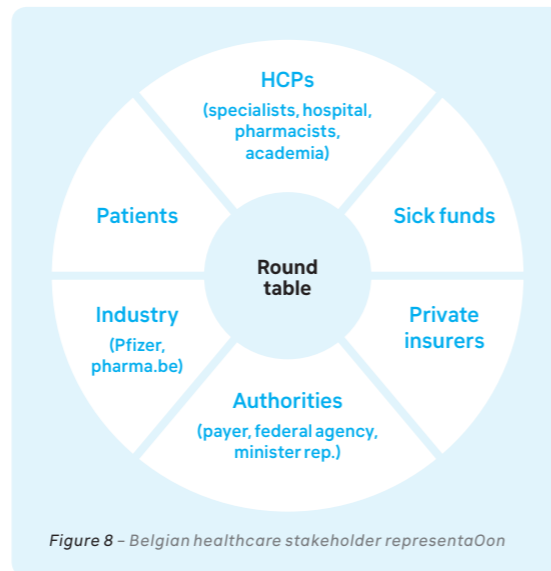 HCPs
(specialists, hospital,
pharmacists,
academia)
Patients
Sick funds
Round
table
Industry
(Pfizer,
pharma.be)
Private
insurers
Authorities
(payer, federal agency,
minister rep.)
Figure 8 – Belgian healthcare stakeholder representaOon